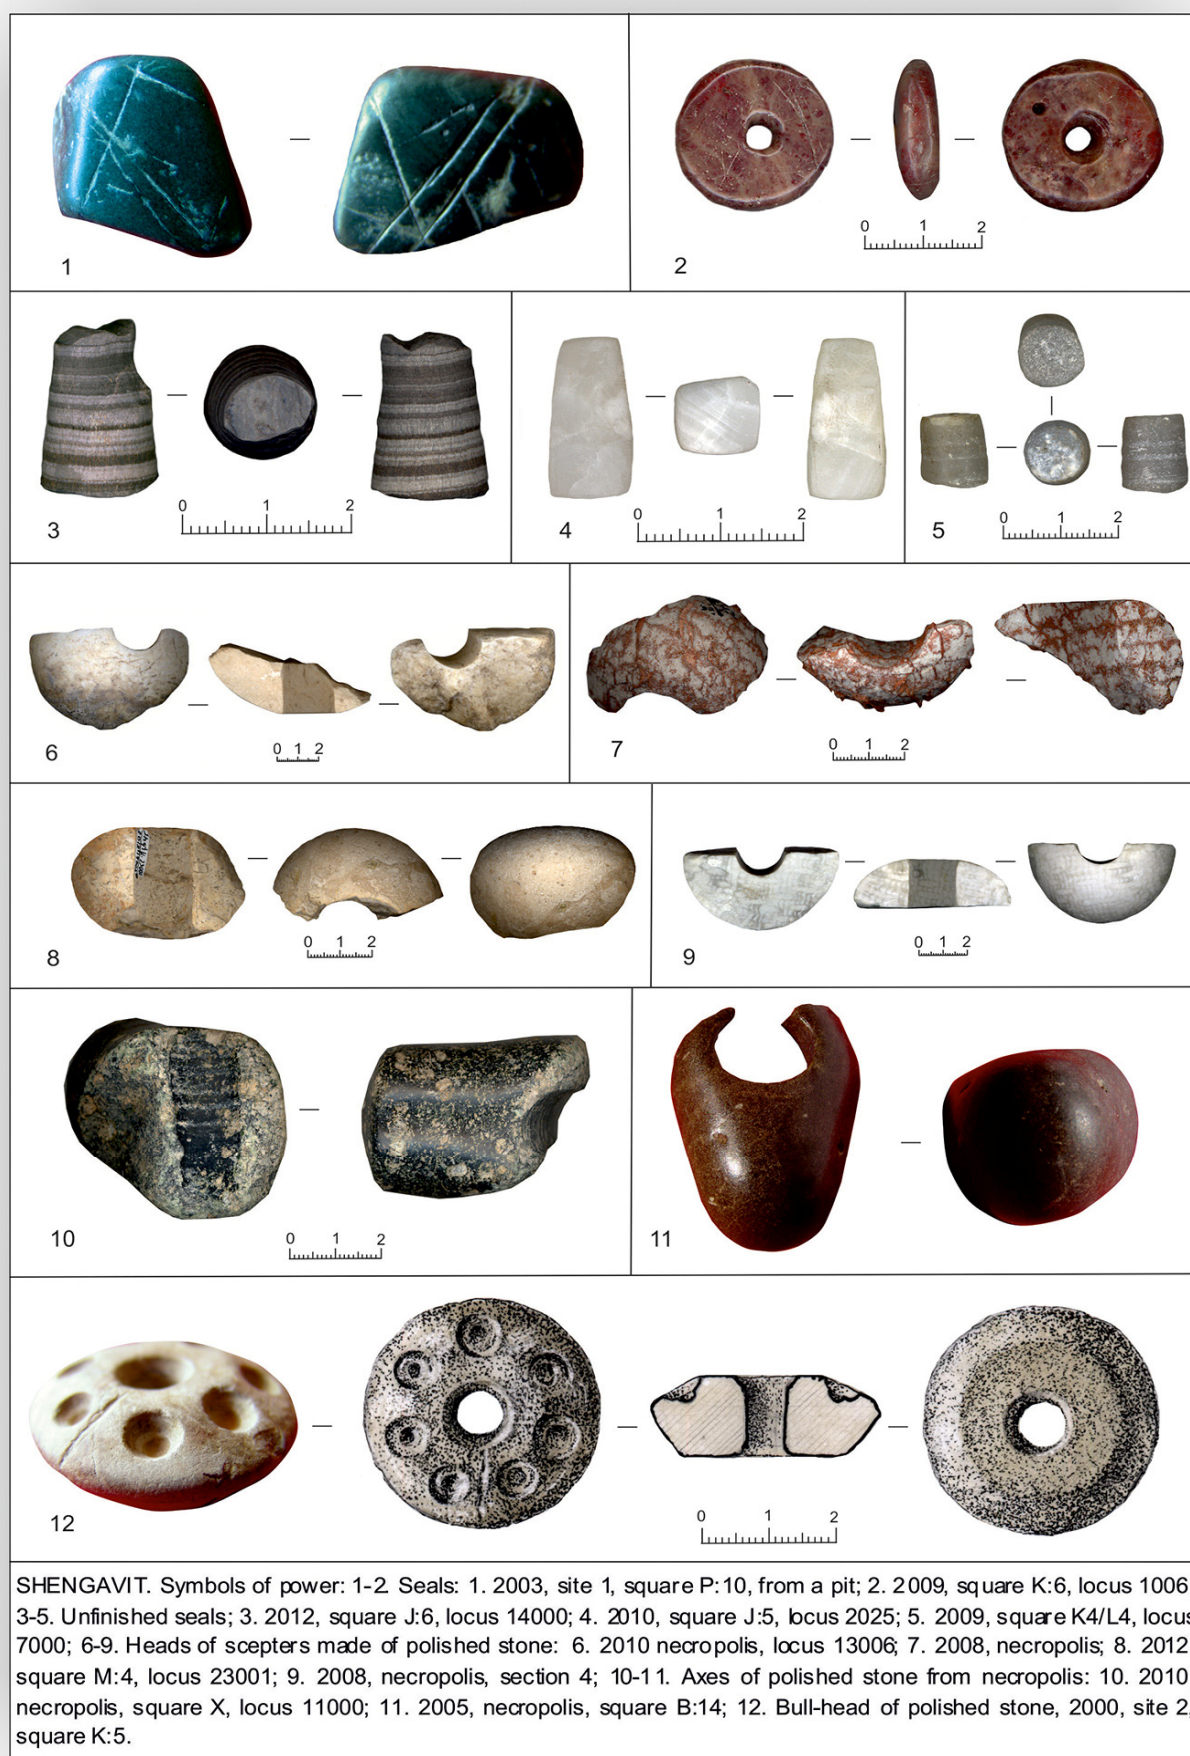 1
2
0 1 2
3
0 1 2
4
0 1 2
5
0 1 2
6
0 1 2
7
0 1 2
8
0 1 2
9
0 1 2
10
0 1 2
11
12
0 1 2
SHENGAVIT. Symbols of power: 1-2. Seals: 1. 2003, site 1, square P:10, from a pit; 2. 2009, square K:6, locus 1006
3-5. Unfinished seals; 3. 2012, square J:6, locus 14000; 4. 2010, square J:5, locus 2025; 5. 2009, square K4/L4, locus
7000; 6-9. Heads of scepters made of polished stone: 6. 2010 necropolis, locus 13006; 7. 2008, necropolis; 8. 2012
square M:4, locus 23001; 9. 2008, necropolis, section 4; 10-11. Axes of polished stone from necropolis: 10. 2010
necropolis, square X, locus 11000; 11. 2005, necropolis, square B:14; 12. Bull-head of polished stone, 2000, site 2,
square K:5.